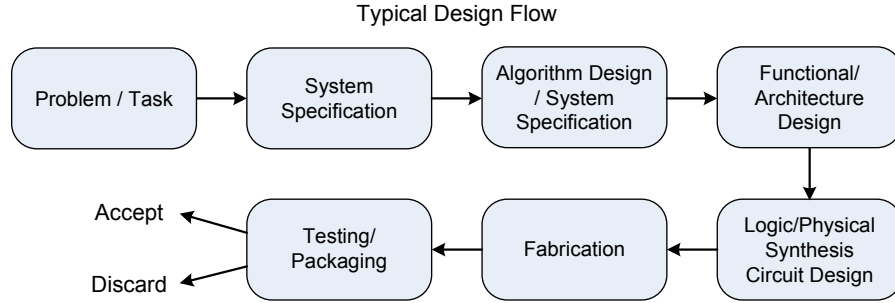 Typical Design Flow
Problem / Task
System
Specification
Algorithm Design
/ System
Specification
Functional/
Architecture
Design
Logic/Physical
Synthesis
Circuit Design
Fabrication
Testing/
Packaging
Accept
Discard